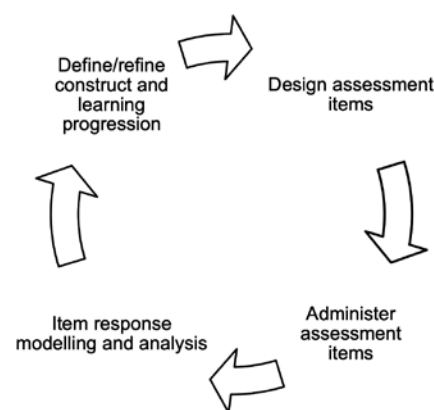 Define/refine
construct and
learning
progression
Design assessment
items
Administer
assessment
items
Item response
modelling and analysis